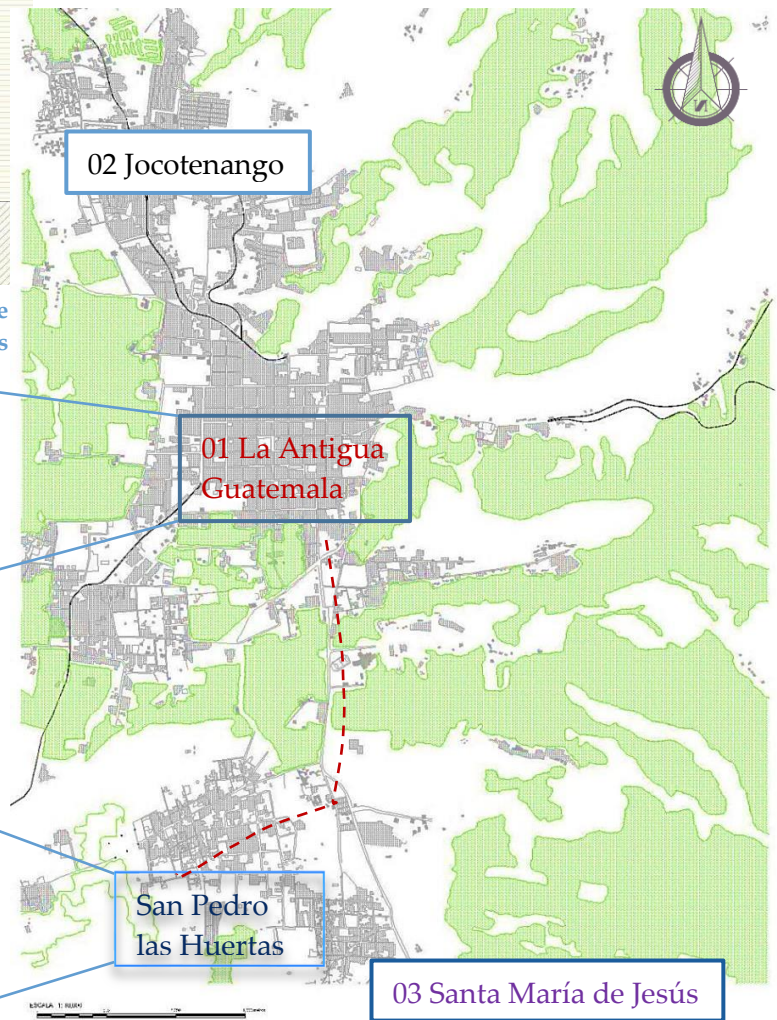 02 Jocotenango
e
s
01 La Antigua
Guatemala
San Pedro
las Huertas
03 Santa María de Jesús
N